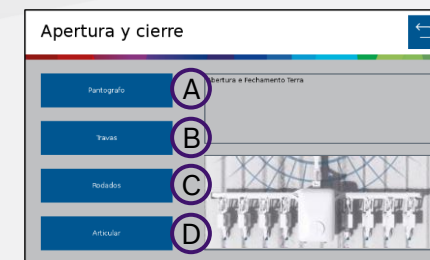 Apertura y cierre
Pantografo A
Abertura e Fechamento Terra
Travas B
Rodados C
Articular D